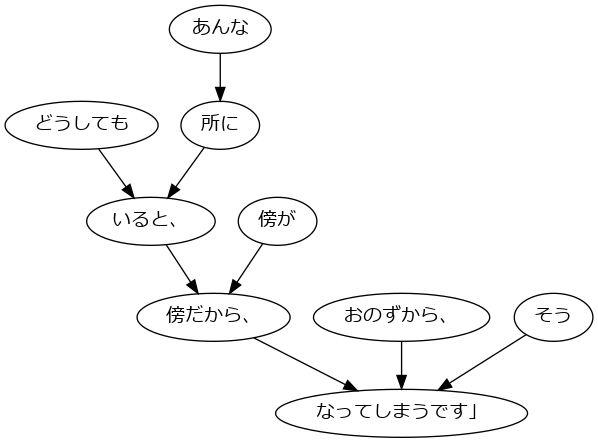 あんな
どうしても
所に
いると、
傍が
傍だから、
おのずから、
そう
なってしまうです」